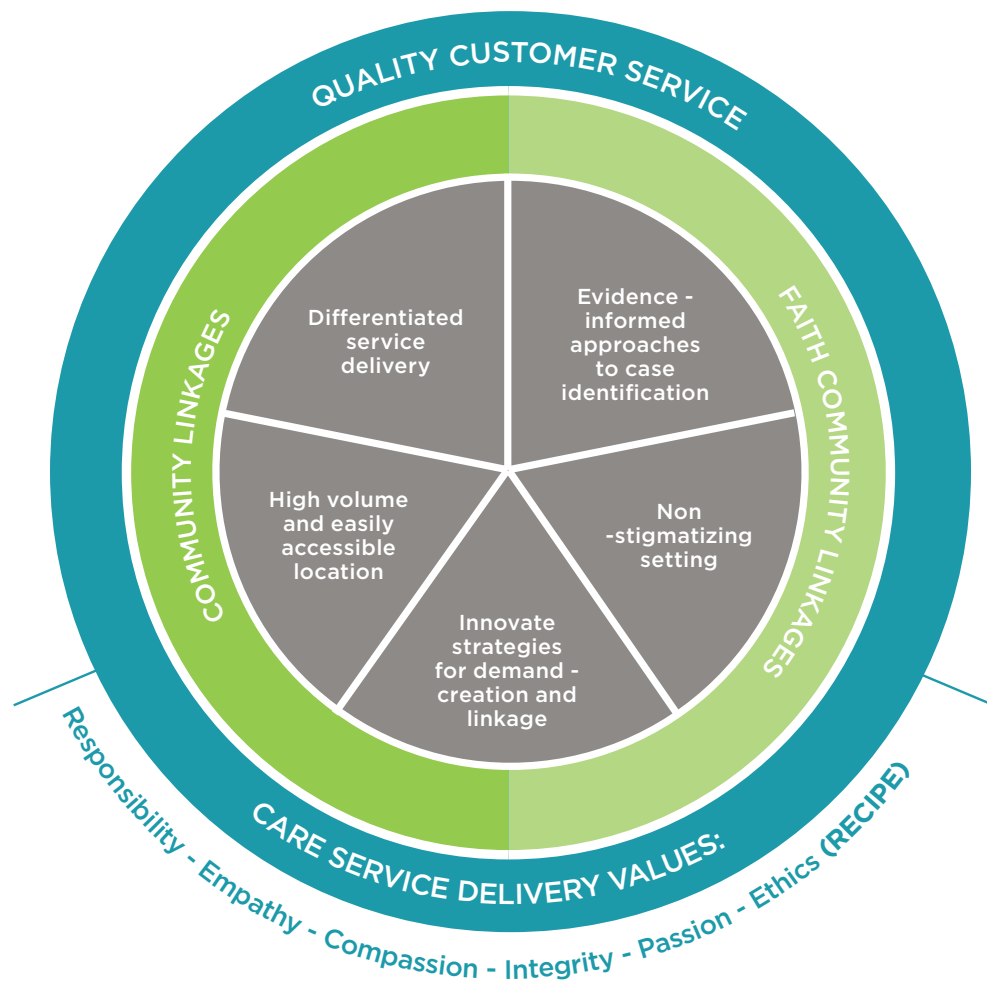 QUALITY CUSTOMER SERVICE
COMMUNITY LINKAGES
FAITH COMMUNITY LINKAGES
Differentiated
service
delivery
Evidence -
informed
approaches
to case
identification
High volume
and easily
accessible
location
Non
-stigmatizing
setting
Innovate
strategies
for demand -
creation and
linkage
CARE SERVICE DELIVERY VALUES:
Responsibility - Empathy - Compassion - Integrity - Passion - Ethics (RECIPE)